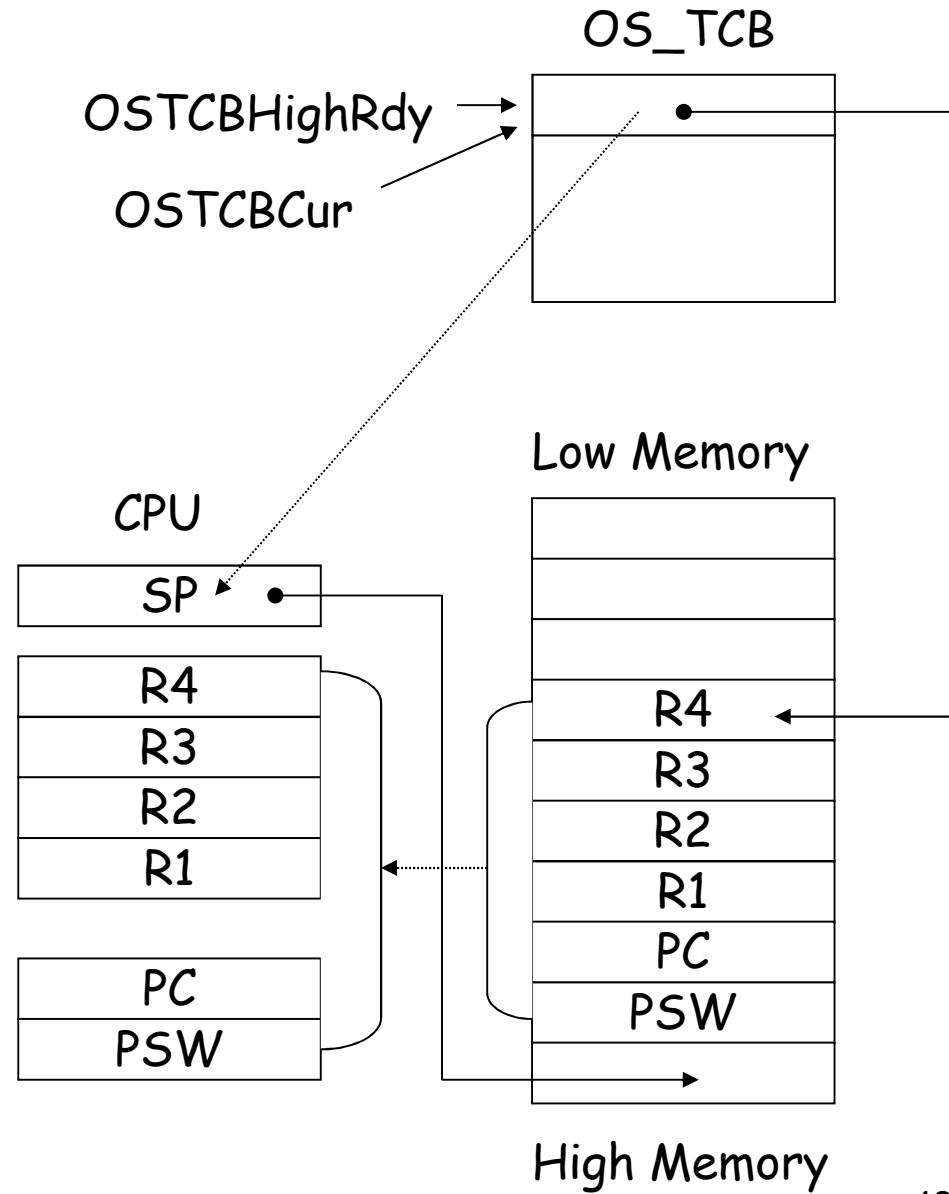 OS_TCB
OSTCBHighRdy
OSTCBCur
Low Memory
CPU
SP
R4
R3
R2
R1
PC
PSW
R4
R3
R2
R1
PC
PSW
High Memory